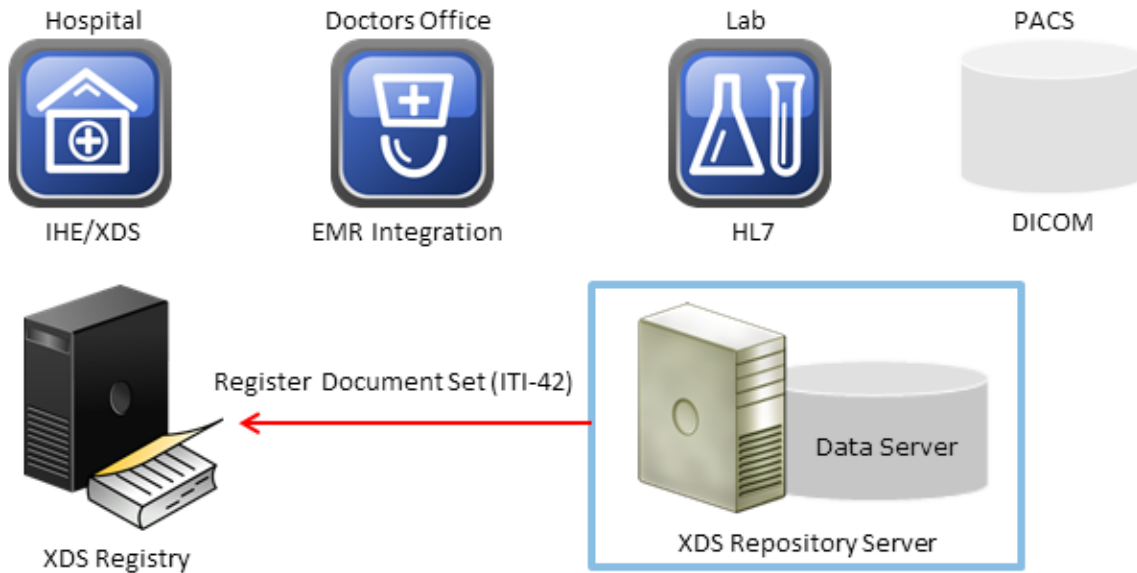 Hospital
Doctors Office
Lab
PACS
IHE/XDS
EMR Integration
HL7
DICOM
Register Document Set (ITI-42)
Data Server
XDS Registry
XDS Repository Server